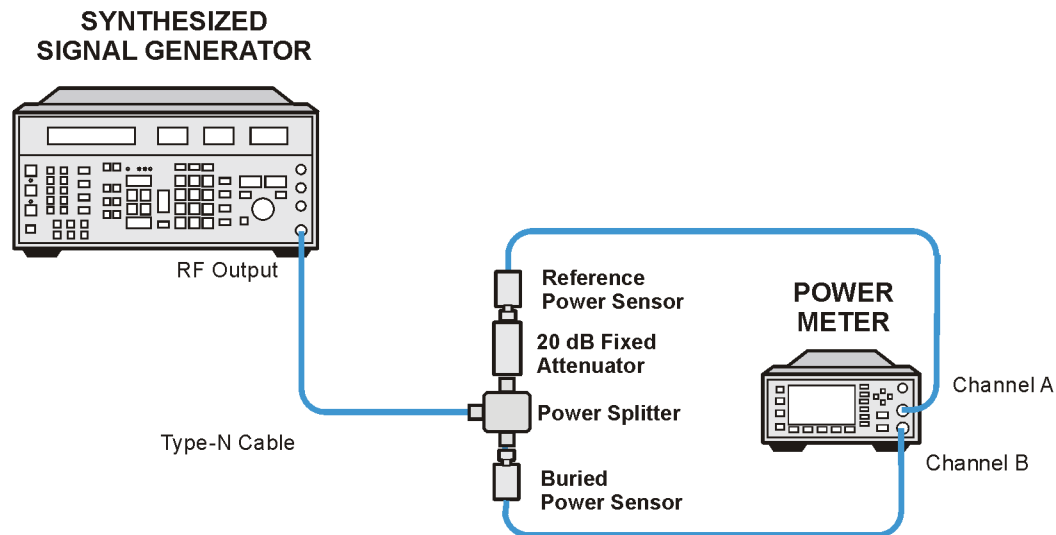 SYNTHESIZED
SIGNAL GENERATOR
RF Output
Reference
Power Sensor
20 dB Fixed
Attenuator
Power Splitter
Type-N Cable
Buried
Power Sensor
POWER
METER
Channel A
Channel B